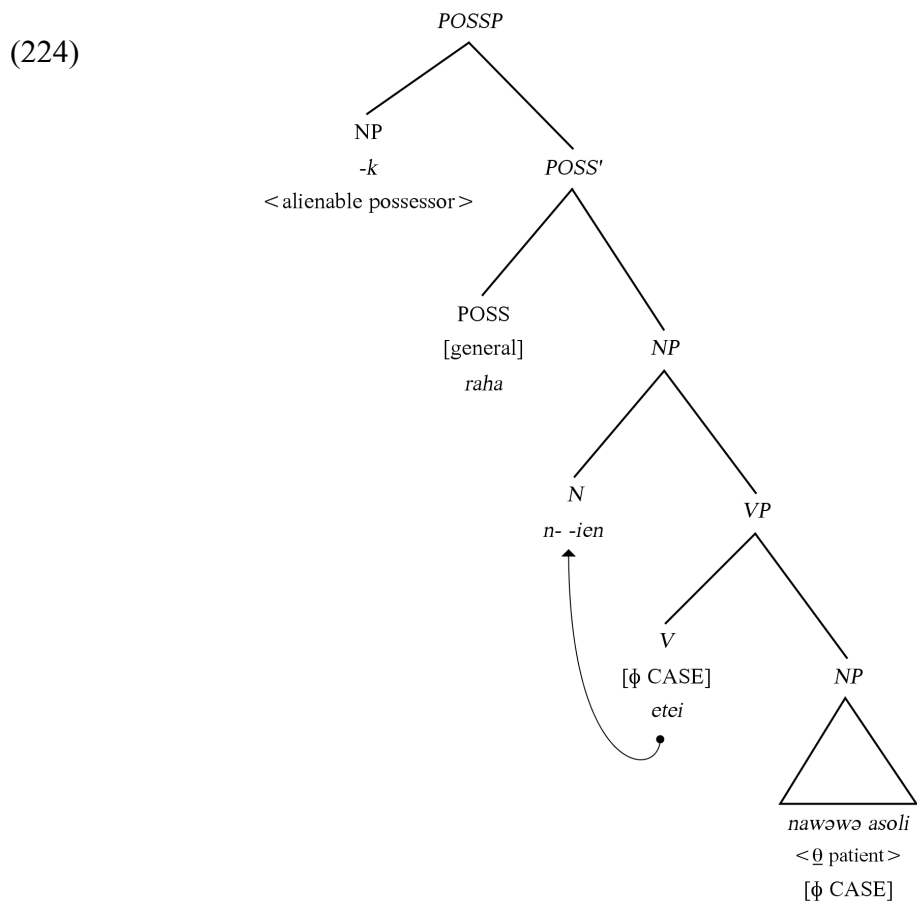 (224)
POSSP
NP
-k
<alienable possessor>
POSS'
POSS
[general]
raha
NP
N
n- -ien
VP
V
[ϕ CASE]
etei
NP
nawəwə asoli
<θ patient>
[ϕ CASE]